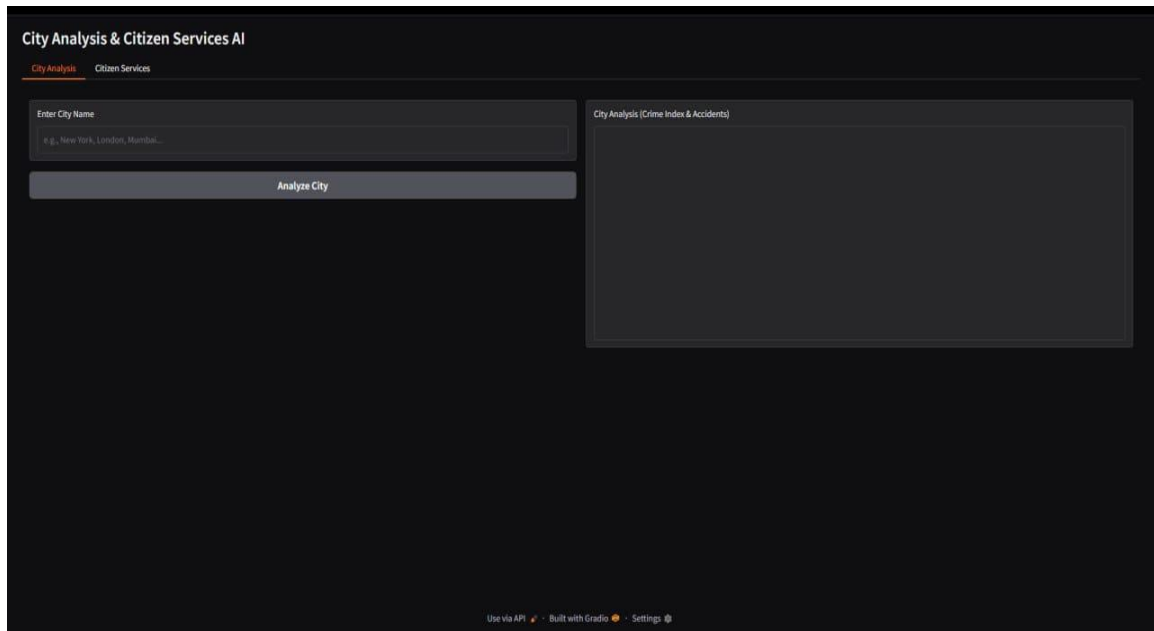 City Analysis & Citizen Services AI
City Analysis Citizen Services
Enter City Name
e.g., New York, London, Mumbai...
Analyze City
City Analysis (Crime Index & Accidents)
Use via API · Built with Gradio · Settings